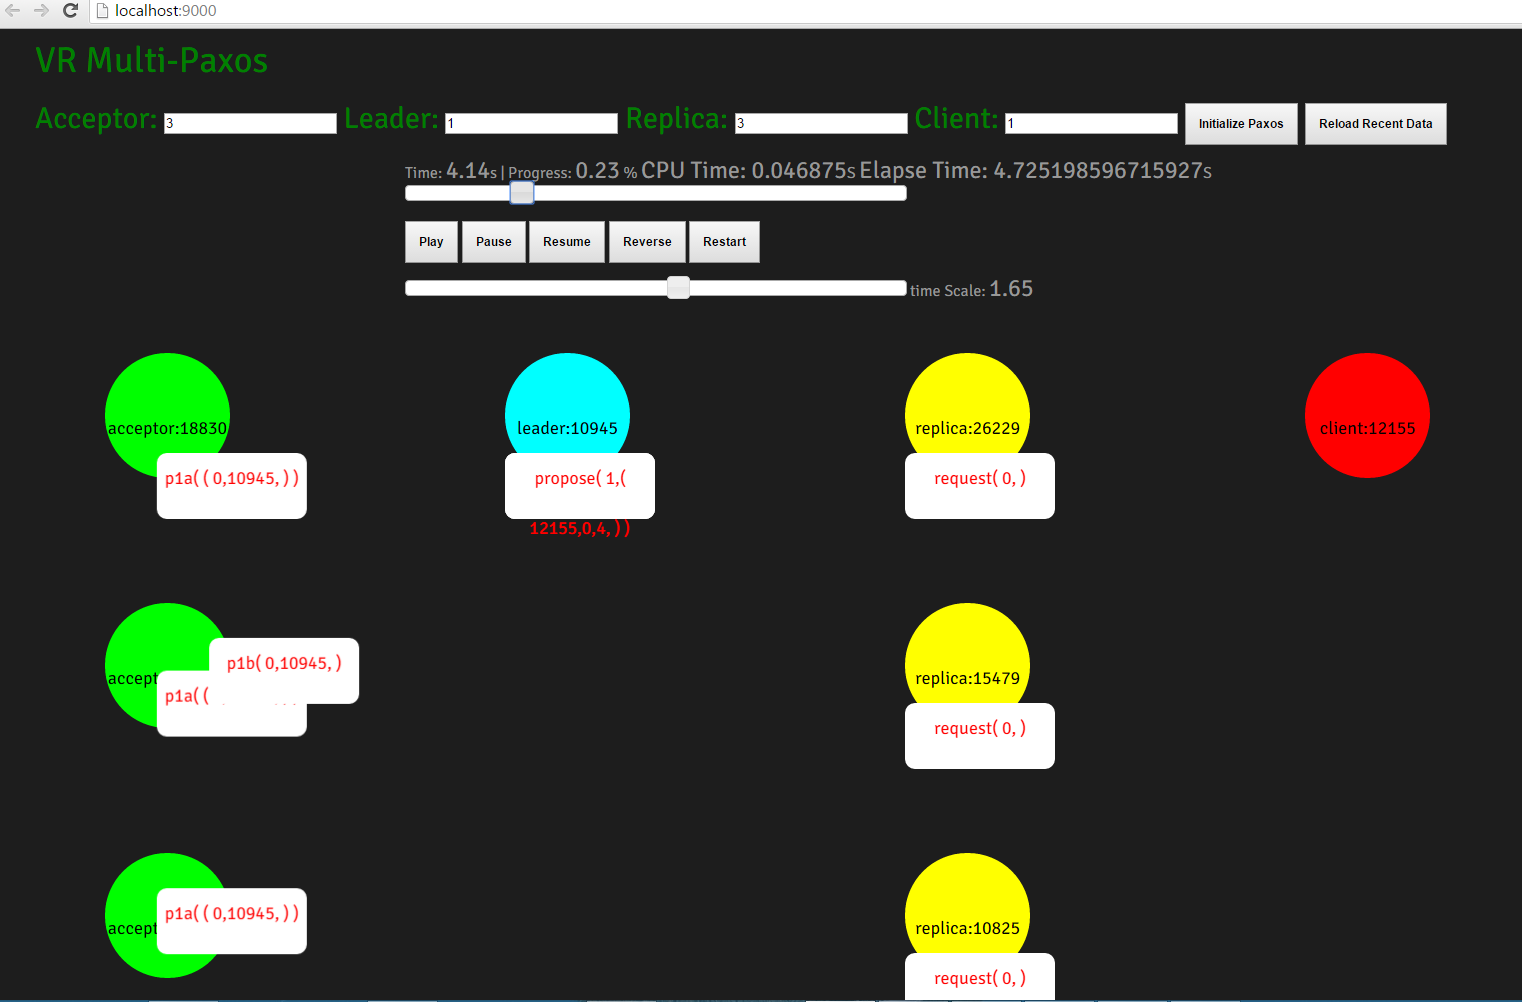 localhost:9000
VR Multi-Paxos
Acceptor: 3 Leader: 1 Replica: 3 Client: 1 Initialize Paxos Reload Recent Data
Time: 4.14s | Progress: 0.23 % CPU Time: 0.046875s Elapse Time: 4.725198596715927s
Play Pause Resume Reverse Restart
time Scale: 1.65
acceptor:18830 leader:10945 replica:26229 client:12155
p1a( ( 0,10945, ) ) propose( 1,( request( 0, )
12155,0,4, ) )
p1b( 0,10945, )
accept replica:15479
p1a( (
request( 0, )
p1a( ( 0,10945, ) )
accept replica:10825
request( 0, )